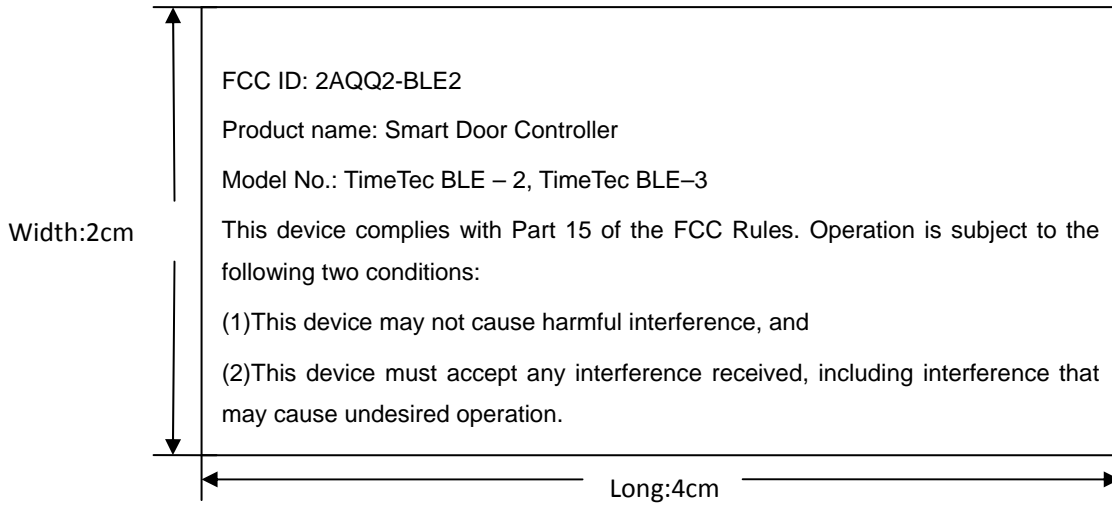 FCC ID: 2AQQ2-BLE2
Product name: Smart Door Controller
Model No.: TimeTec BLE – 2, TimeTec BLE–3
Width:2cm
This device complies with Part 15 of the FCC Rules. Operation is subject to the
following two conditions:
(1)This device may not cause harmful interference, and
(2)This device must accept any interference received, including interference that
may cause undesired operation.
Long:4cm